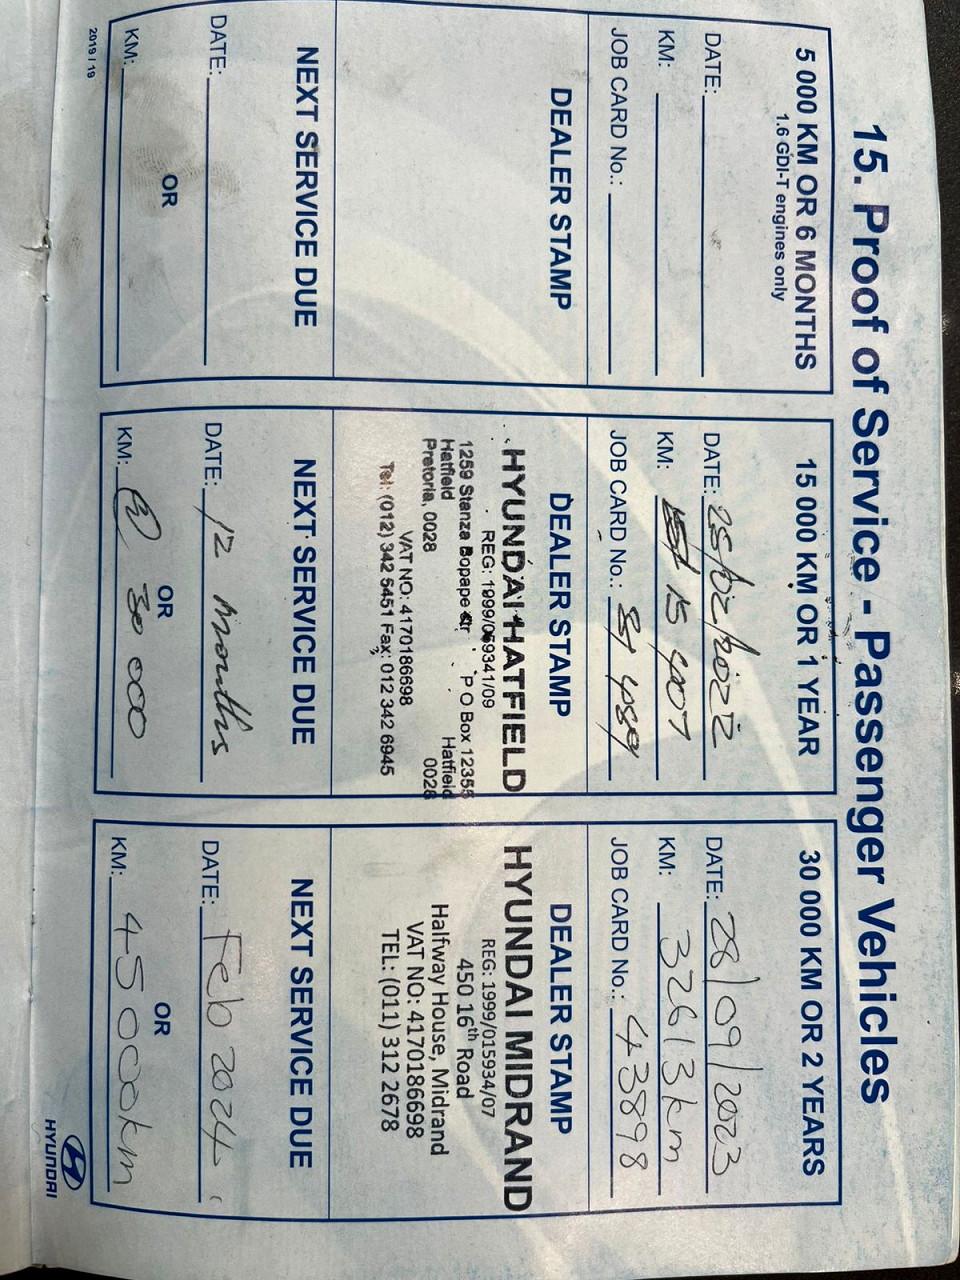 15. Proof of Service - Passenger Vehicles
5 000 KM OR 6 MONTHS
1.6 GDI-T engines only
DATE:
KM:
JOB CARD No.:
DEALER STAMP
NEXT SERVICE DUE
DATE:
OR
KM:
2019 / 19
15 000 KM OR 1 YEAR
DATE: 25/02/2022
KM: 15 407
JOB CARD No.:
DEALER STAMP
HYUNDAI HATFIELD
REG: 1999/059341/09
1259 Stanza Bopape Str P O Box 12355
Hatfield Hatfield
Pretoria, 0028 0028
VAT NO: 4170186698
Tel: (012) 342 5451 Fax: 012 342 6945
NEXT SERVICE DUE
DATE: 12 months
OR
KM: 30 000
30 000 KM OR 2 YEARS
DATE: 28/09/2023
KM: 32613km
JOB CARD No.: 43898
DEALER STAMP
HYUNDAI MIDRAND
REG: 1999/015934/07
450 16th Road
Halfway House, Midrand
VAT NO: 4170186698
TEL: (011) 312 2678
NEXT SERVICE DUE
DATE: Feb 2024
OR
KM: 45000km
HYUNDAI